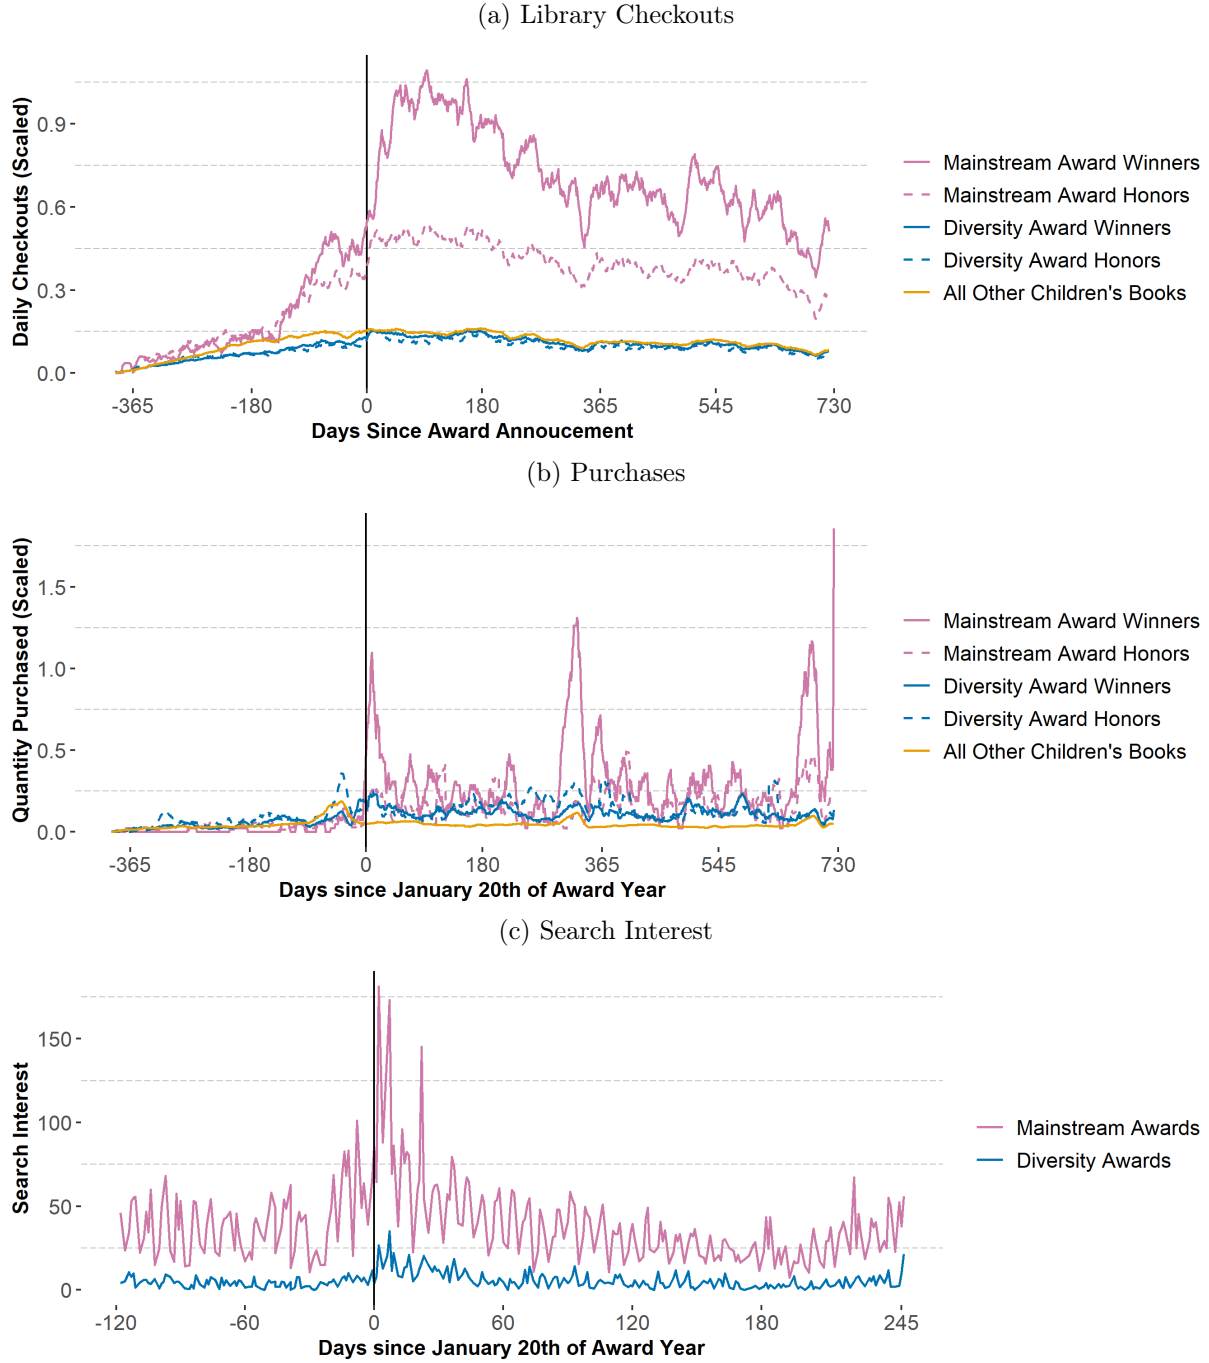 (a) Library Checkouts
Daily Checkouts (Scaled)
0.9
0.6
0.3
0.0
-365 -180 0 180 365 545 730
Days Since Award Annoucement
Mainstream Award Winners
Mainstream Award Honors
Diversity Award Winners
Diversity Award Honors
All Other Children's Books
(b) Purchases
Quantity Purchased (Scaled)
1.5
1.0
0.5
0.0
-365 -180 0 180 365 545 730
Days since January 20th of Award Year
Mainstream Award Winners
Mainstream Award Honors
Diversity Award Winners
Diversity Award Honors
All Other Children's Books
(c) Search Interest
Search Interest
150
100
50
0
-120 -60 0 60 120 180 245
Days since January 20th of Award Year
Mainstream Awards
Diversity Awards